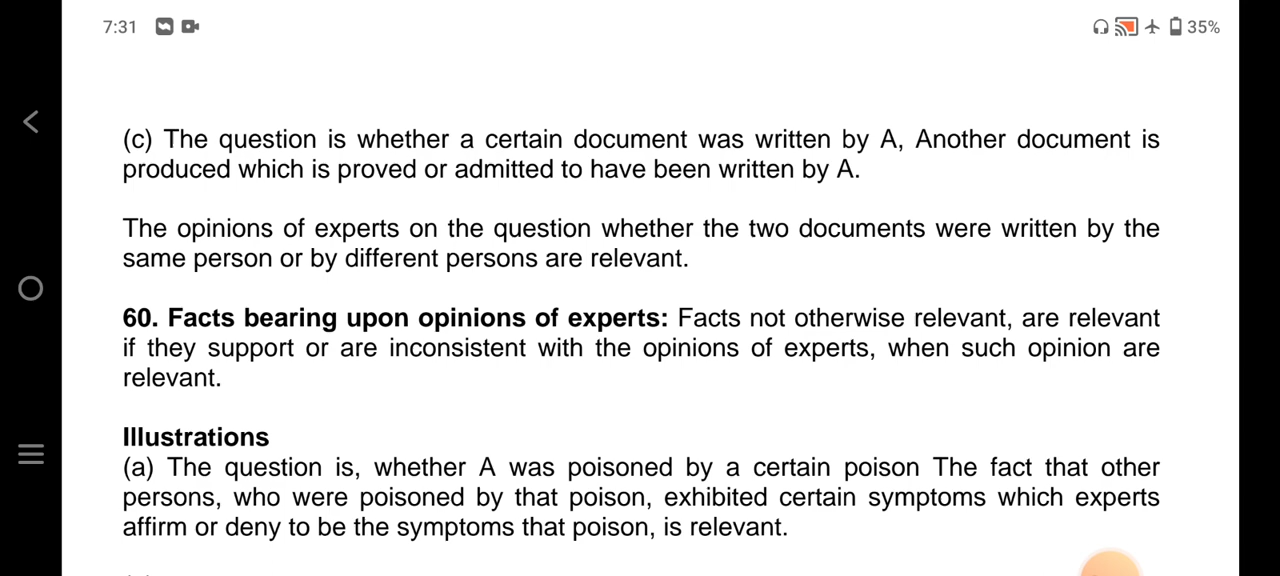 7:31
35%
(c) The question is whether a certain document was written by A, Another document is
produced which is proved or admitted to have been written by A.
The opinions of experts on the question whether the two documents were written by the
same person or by different persons are relevant.
60. Facts bearing upon opinions of experts: Facts not otherwise relevant, are relevant
if they support or are inconsistent with the opinions of experts, when such opinion are
relevant.
Illustrations
(a) The question is, whether A was poisoned by a certain poison The fact that other
persons, who were poisoned by that poison, exhibited certain symptoms which experts
affirm or deny to be the symptoms that poison, is relevant.